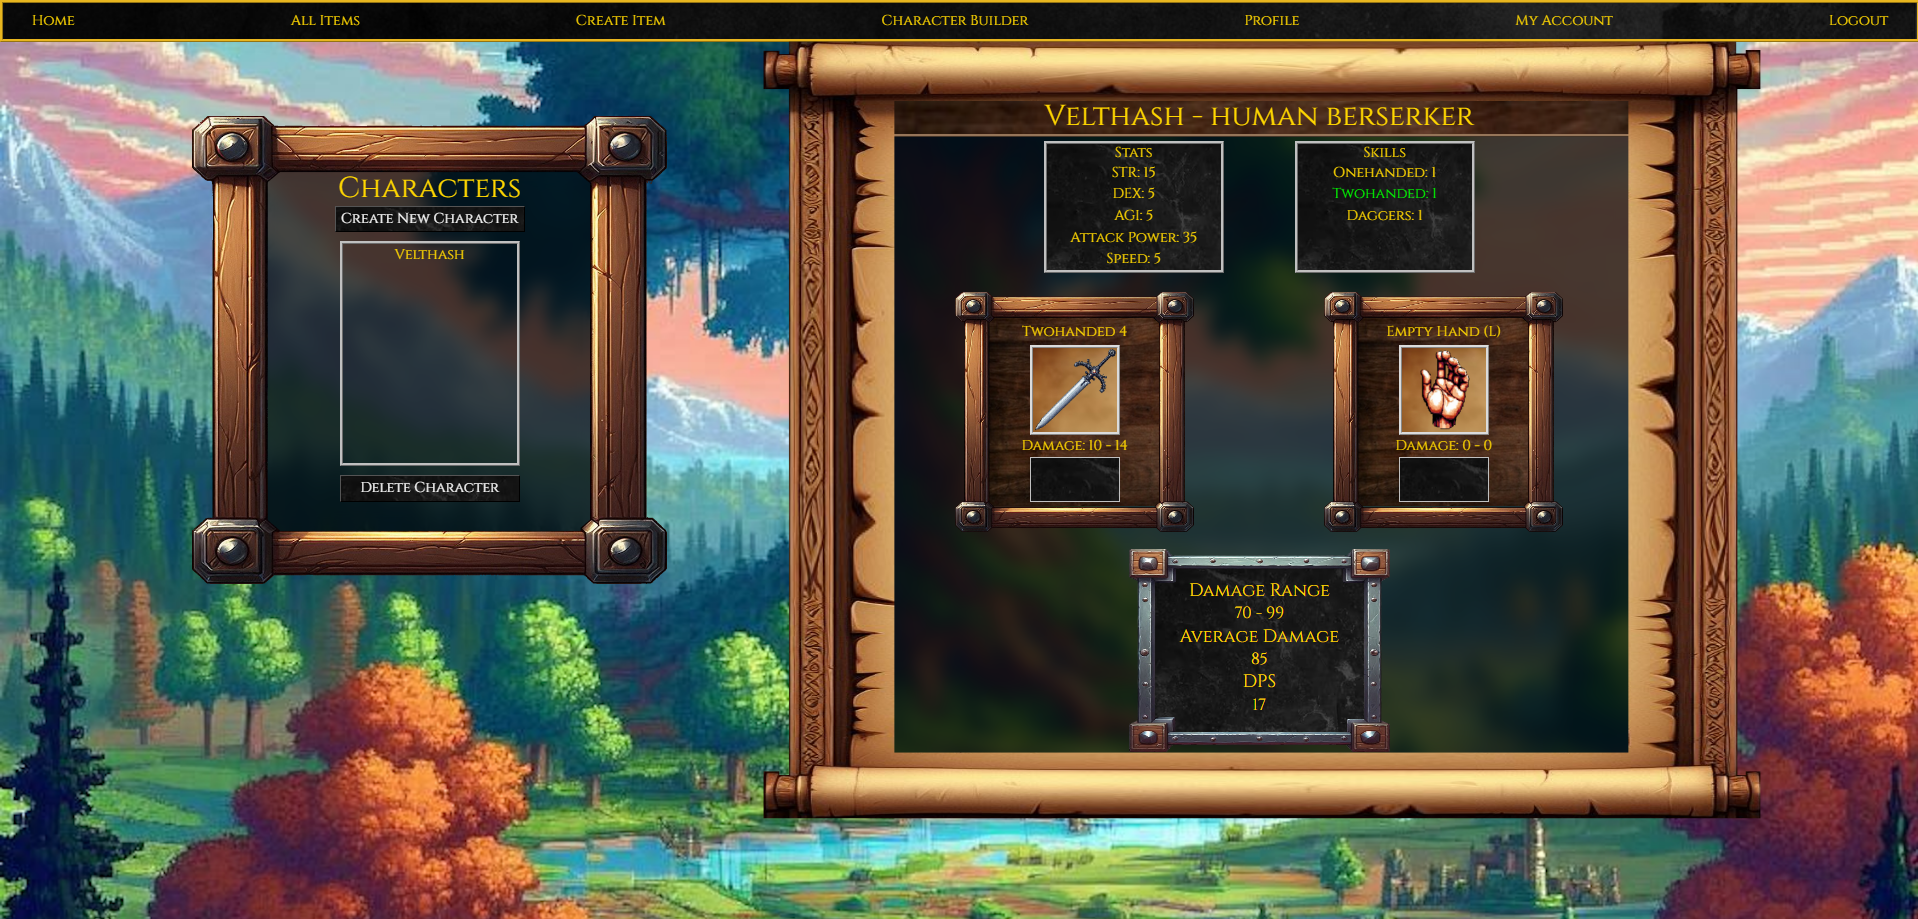 Home
All Items
Create Item
Character Builder
Profile
My Account
Logout
Characters
Create New Character
Velthash
Delete Character
Velthash - human berserker
Stats
STR: 15
DEX: 5
AGI: 5
Attack Power: 35
Speed: 5
Skills
Onehanded: 1
Twohanded: 1
Daggers: 1
Twohanded 4
Damage: 10 - 14
Empty Hand (L)
Damage: 0 - 0
Damage Range
70 - 99
Average Damage
85
DPS
17